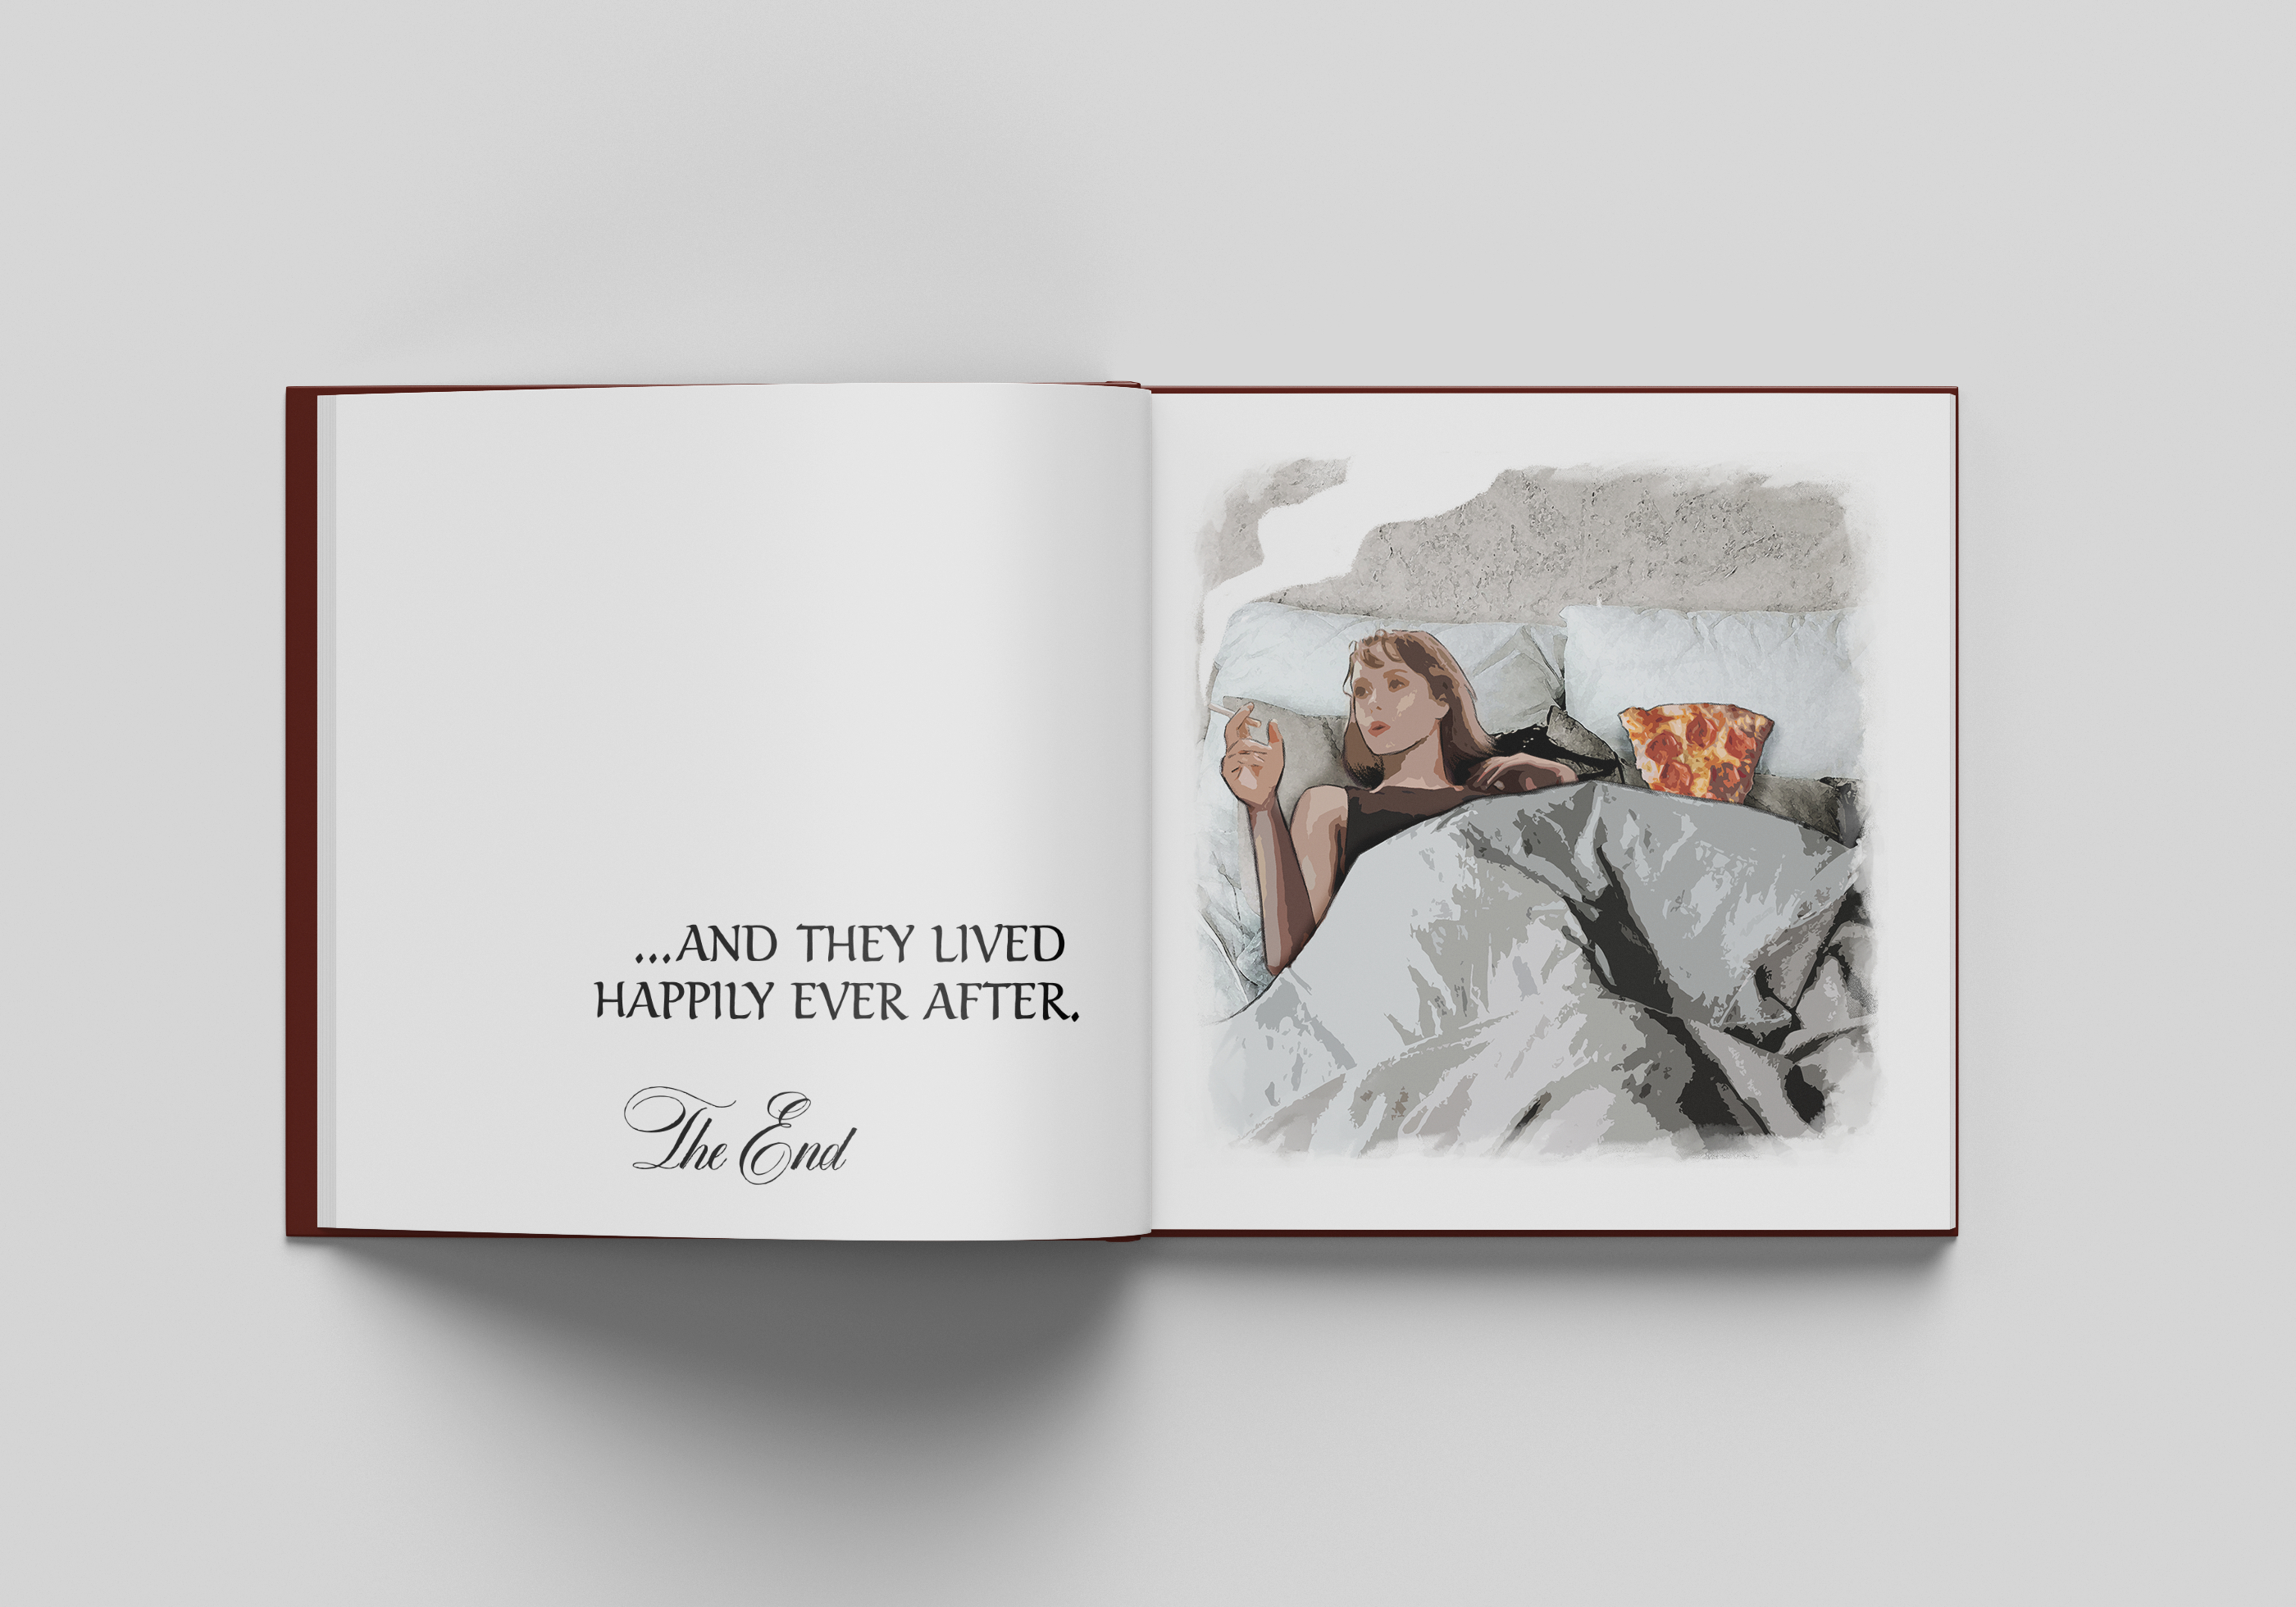 ...AND THEY LIVED
HAPPILY EVER AFTER.
The End